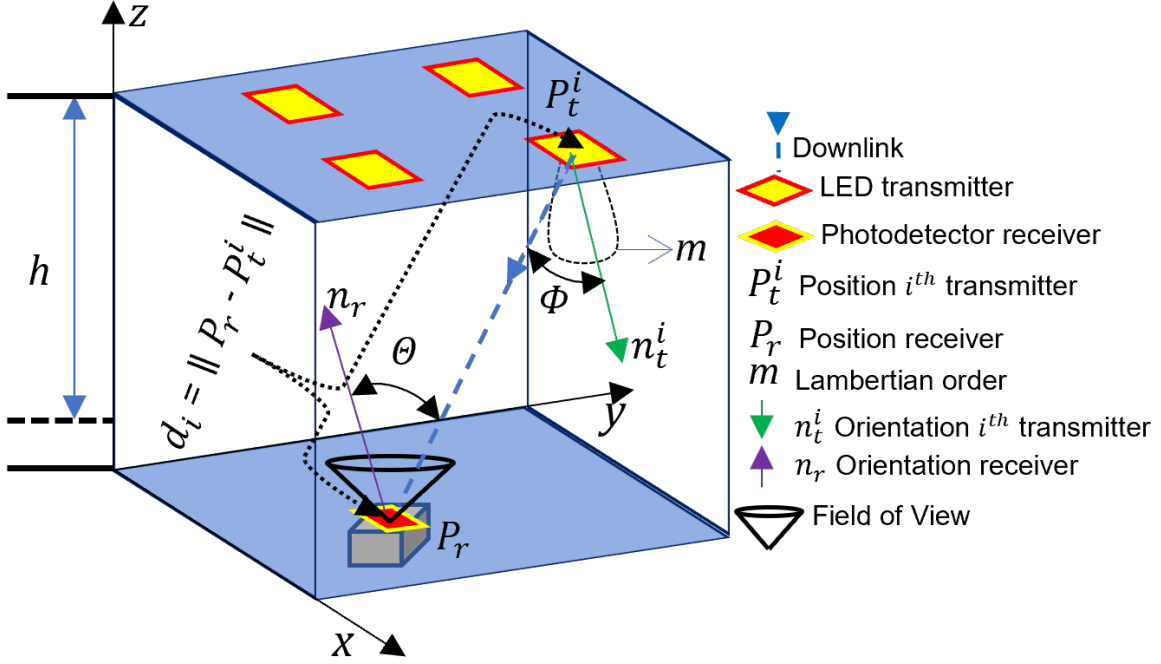 z
P_t^i
h
d_i = ‖ P_r - P_t^i ‖
n_r
Θ
Φ
m
n_t^i
y
P_r
x
Downlink
LED transmitter
Photodetector receiver
P_t^i Position i^th transmitter
P_r Position receiver
m Lambertian order
n_t^i Orientation i^th transmitter
n_r Orientation receiver
Field of View